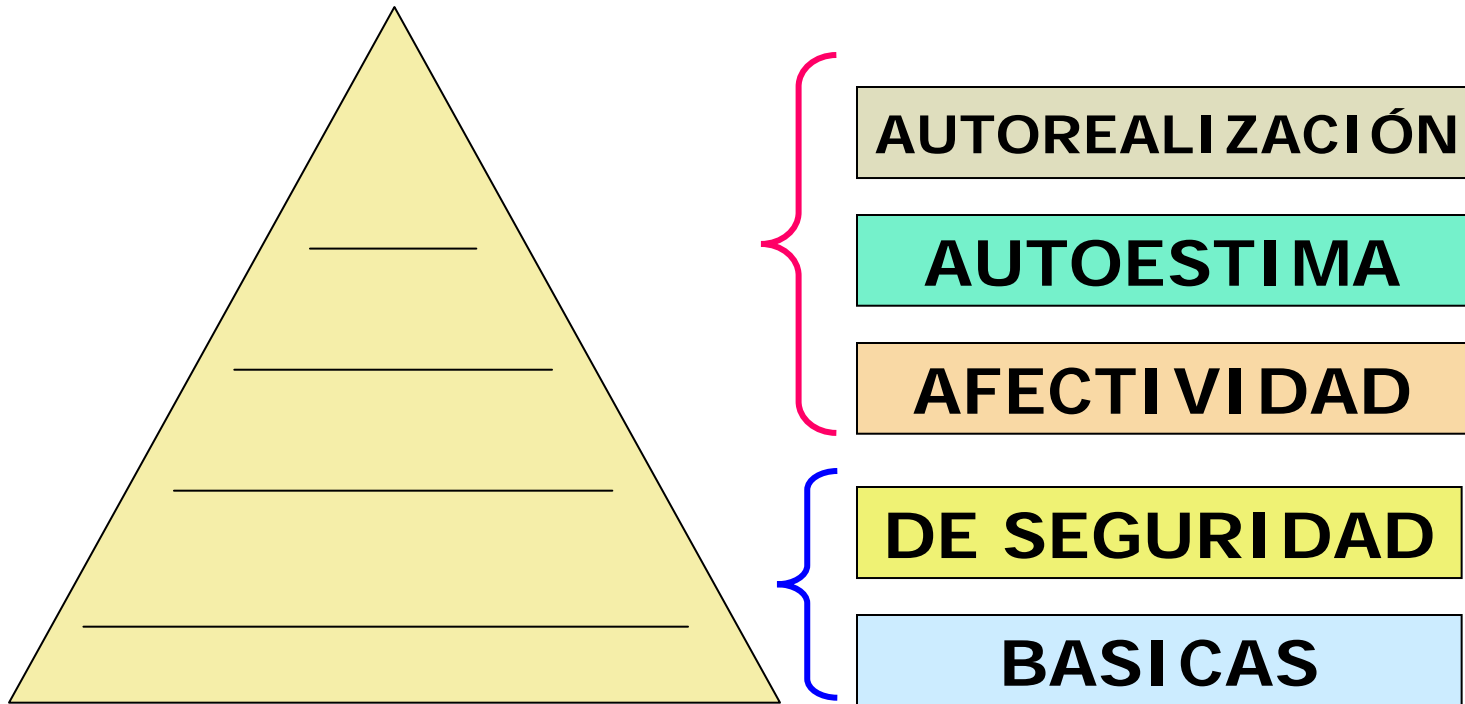 AUTOREALIZACIÓN
AUTOESTIMA
AFECTIVIDAD
DE SEGURIDAD
BASICAS